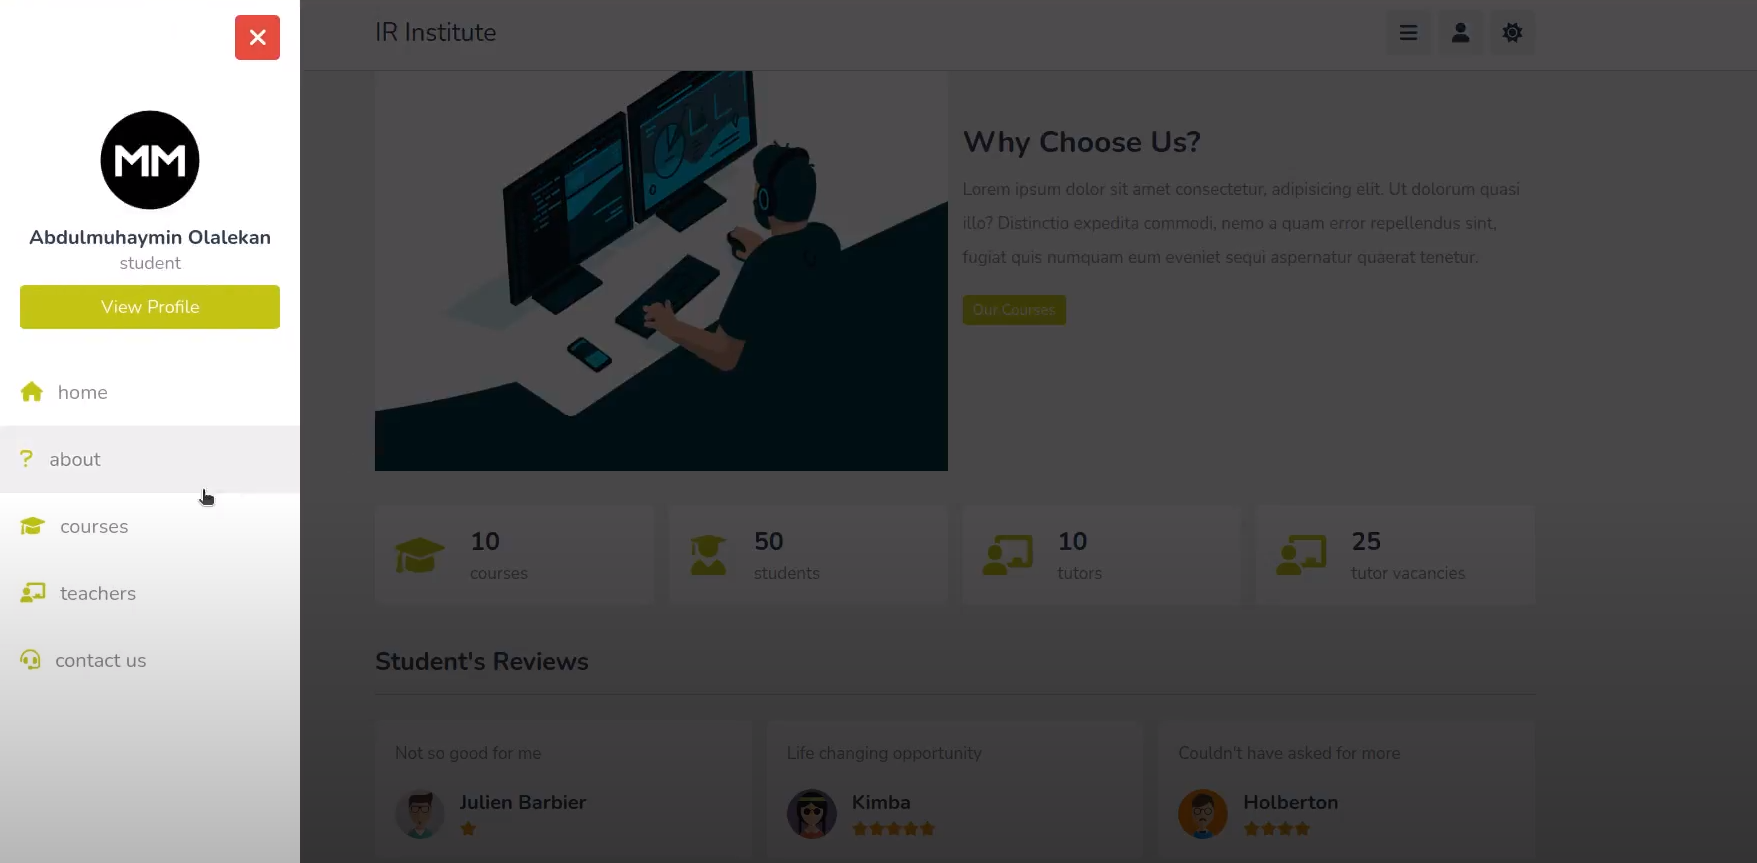 MM
Abdulmuhaymin Olalekan
student
View Profile
home
? about
courses
teachers
contact us
IR Institute
Why Choose Us?
Lorem ipsum dolor sit amet consectetur, adipisicing elit. Ut dolorum quasi
illo? Distinctio expedita commodi, nemo a quam error repellendus sint,
fugiat quis numquam eum eveniet sequi aspernatur quaerat tenetur.
Our Courses
10
courses
50
students
10
tutors
25
tutor vacancies
Student's Reviews
Not so good for me
Julien Barbier
Life changing opportunity
Kimba
Couldn't have asked for more
Holberton